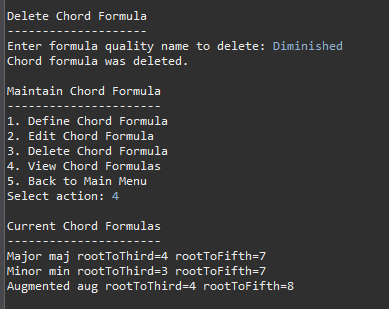 Delete Chord Formula
---------------------
Enter formula quality name to delete: Diminished
Chord formula was deleted.
Maintain Chord Formula
-----------------------
1. Define Chord Formula
2. Edit Chord Formula
3. Delete Chord Formula
4. View Chord Formulas
5. Back to Main Menu
Select action: 4
Current Chord Formulas
-----------------------
Major maj rootToThird=4 rootToFifth=7
Minor min rootToThird=3 rootToFifth=7
Augmented aug rootToThird=4 rootToFifth=8